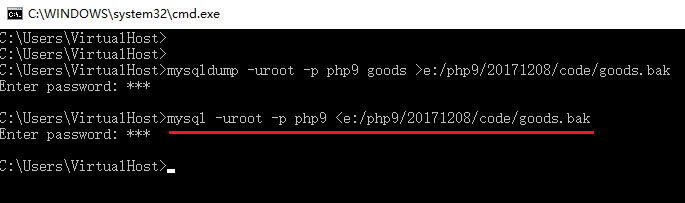 C:\WINDOWS\system32\cmd.exe
C:\Users\VirtualHost>
C:\Users\VirtualHost>
C:\Users\VirtualHost>mysqldump -uroot -p php9 goods >e:/php9/20171208/code/goods.bak
Enter password: ***
C:\Users\VirtualHost>mysql -uroot -p php9 <e:/php9/20171208/code/goods.bak
Enter password: ***
C:\Users\VirtualHost>